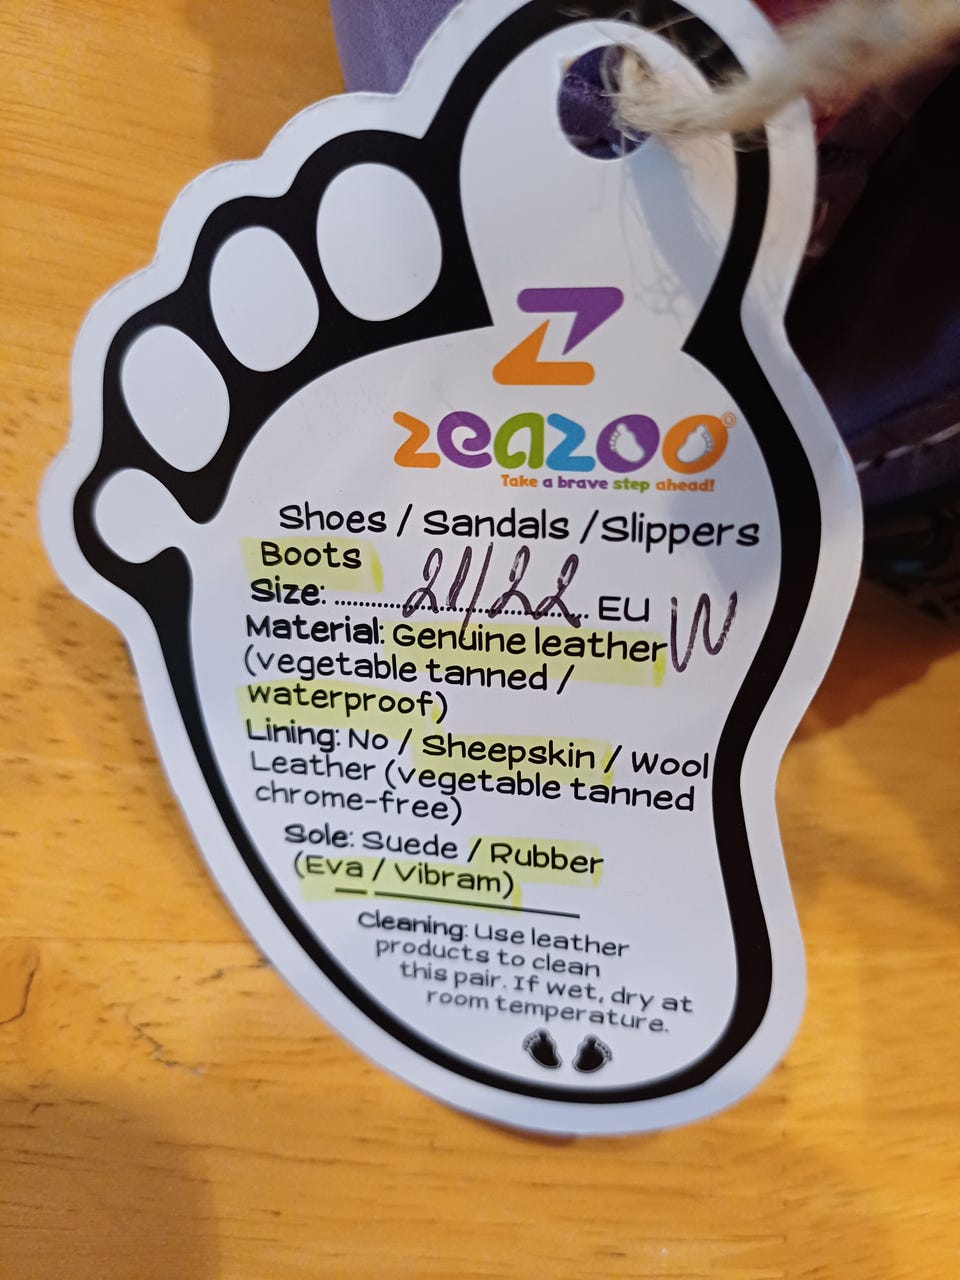 zeazoo®
Take a brave step ahead!
Shoes / Sandals / Slippers
Boots
Size: 21/22 EU W
Material: Genuine leather
(vegetable tanned /
waterproof)
Lining: No / Sheepskin / Wool
Leather (vegetable tanned
chrome-free)
Sole: Suede / Rubber
(Eva / Vibram)
Cleaning: Use leather
products to clean
this pair. If wet, dry at
room temperature.